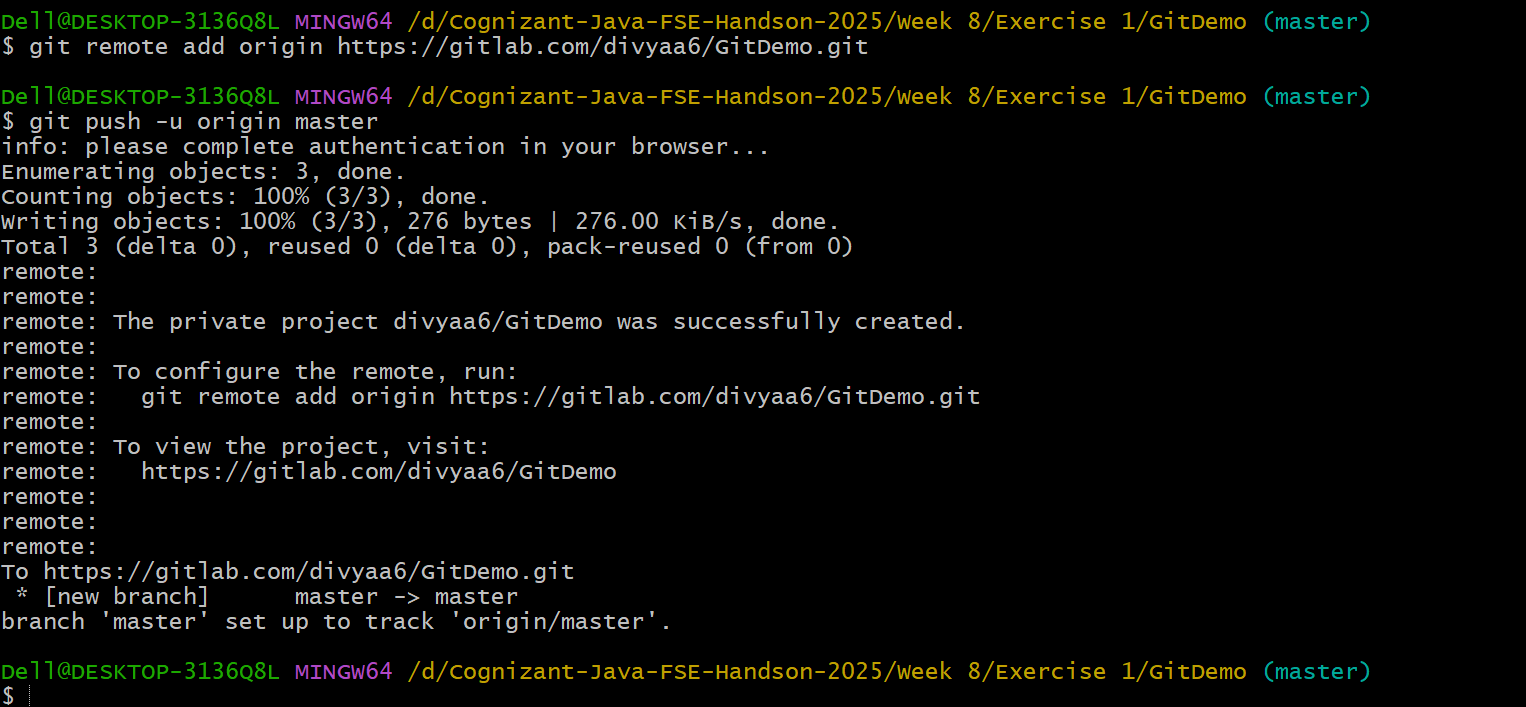 Dell@DESKTOP-3136Q8L MINGW64 /d/Cognizant-Java-FSE-Handson-2025/Week 8/Exercise 1/GitDemo (master)
$ git remote add origin https://gitlab.com/divyaa6/GitDemo.git

Dell@DESKTOP-3136Q8L MINGW64 /d/Cognizant-Java-FSE-Handson-2025/Week 8/Exercise 1/GitDemo (master)
$ git push -u origin master
info: please complete authentication in your browser...
Enumerating objects: 3, done.
Counting objects: 100% (3/3), done.
Writing objects: 100% (3/3), 276 bytes | 276.00 KiB/s, done.
Total 3 (delta 0), reused 0 (delta 0), pack-reused 0 (from 0)
remote:
remote:
remote: The private project divyaa6/GitDemo was successfully created.
remote:
remote: To configure the remote, run:
remote:   git remote add origin https://gitlab.com/divyaa6/GitDemo.git
remote:
remote: To view the project, visit:
remote:   https://gitlab.com/divyaa6/GitDemo
remote:
remote:
remote:
To https://gitlab.com/divyaa6/GitDemo.git
 * [new branch]      master -> master
branch 'master' set up to track 'origin/master'.

Dell@DESKTOP-3136Q8L MINGW64 /d/Cognizant-Java-FSE-Handson-2025/Week 8/Exercise 1/GitDemo (master)
$